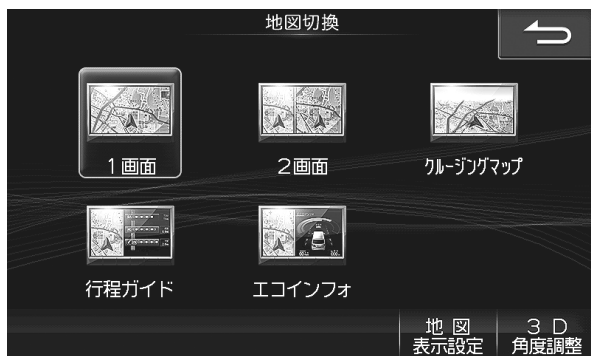 地図切換
1画面
2画面
クルージングマップ
行程ガイド
エコインフォ
地図
表示設定
3D
角度調整